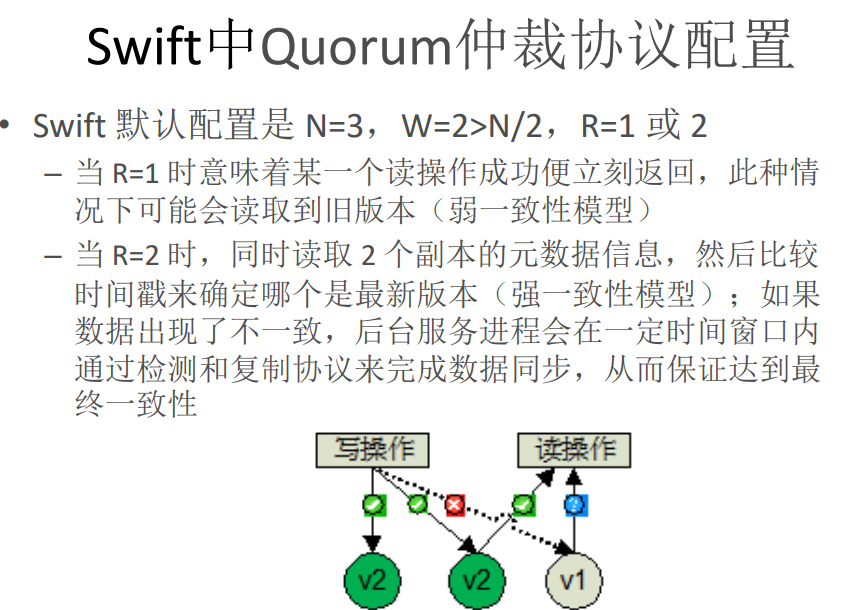 Swift中Quorum仲裁协议配置
• Swift 默认配置是 N=3，W=2>N/2，R=1 或 2
– 当 R=1 时意味着某一个读操作成功便立刻返回，此种情
况下可能会读取到旧版本（弱一致性模型）
– 当 R=2 时，同时读取 2 个副本的元数据信息，然后比较
时间戳来确定哪个是最新版本（强一致性模型）；如果
数据出现了不一致，后台服务进程会在一定时间窗口内
通过检测和复制协议来完成数据同步，从而保证达到最
终一致性
写操作 读操作
?
v2 v2 v1